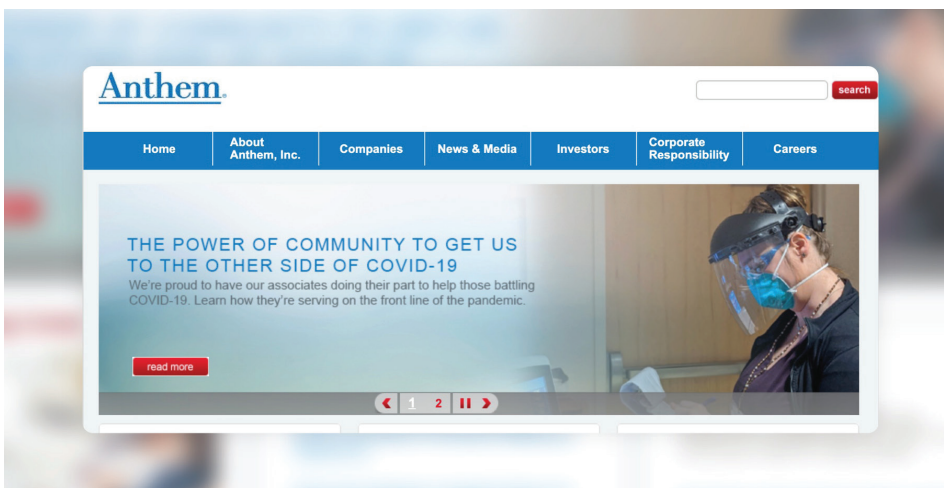 Anthem®
search
Home
About
Anthem, Inc.
Companies
News & Media
Investors
Corporate
Responsibility
Careers
THE POWER OF COMMUNITY TO GET US
TO THE OTHER SIDE OF COVID-19
We're proud to have our associates doing their part to help those battling
COVID-19. Learn how they're serving on the front line of the pandemic.
read more
1 2